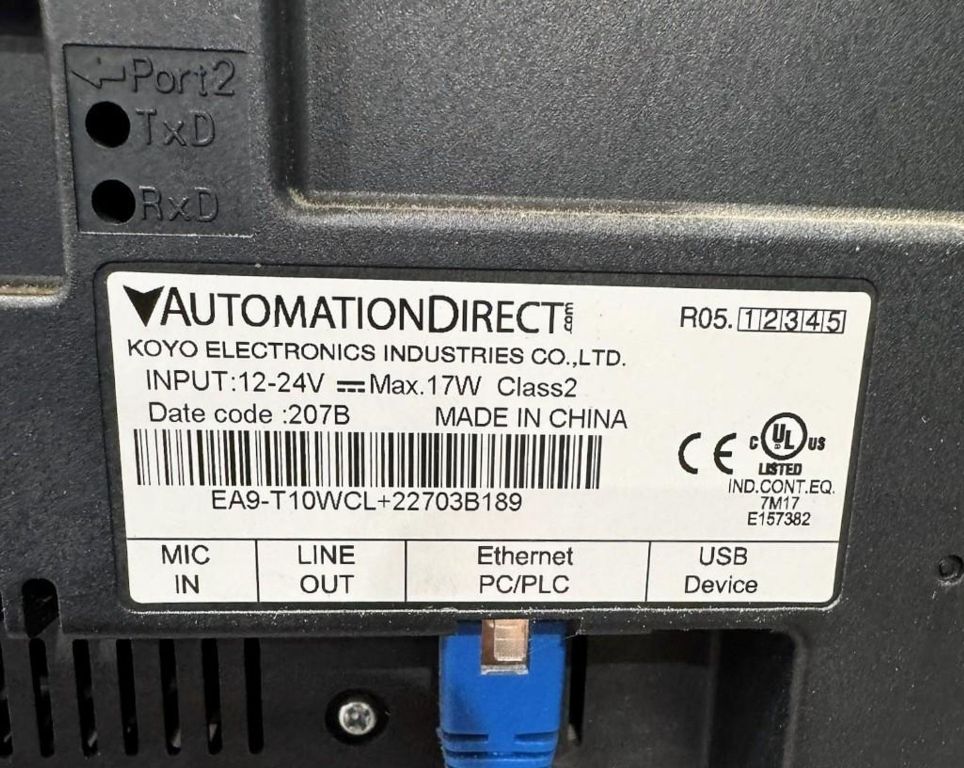 Port2
TxD
RxD
AUTOMATIONDIRECT.com
R05. 12345
KOYO ELECTRONICS INDUSTRIES CO.,LTD.
INPUT:12-24V Max.17W Class2
Date code :207B MADE IN CHINA
EA9-T10WCL+22703B189
CE
C UL US
LISTED
IND.CONT.EQ.
7M17
E157382
MIC IN
LINE OUT
Ethernet PC/PLC
USB Device